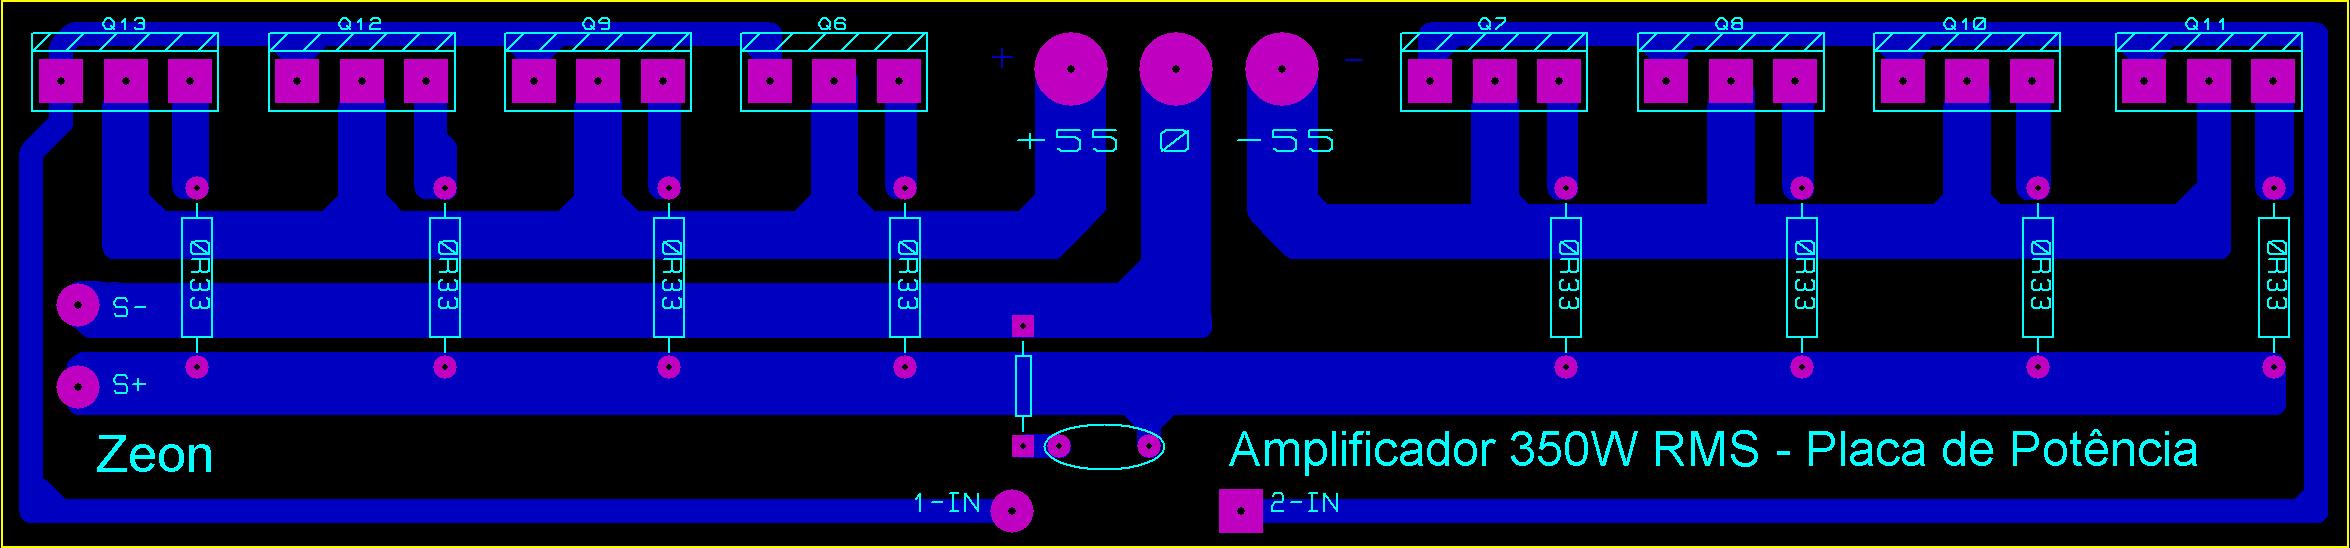 Q13 Q12 Q9 Q6 Q7 Q8 Q10 Q11
+ -
+55 0 -55
0R33 0R33 0R33 0R33 0R33 0R33 0R33 0R33
S-
S+
Zeon
Amplificador 350W RMS - Placa de Potência
1-IN 2-IN